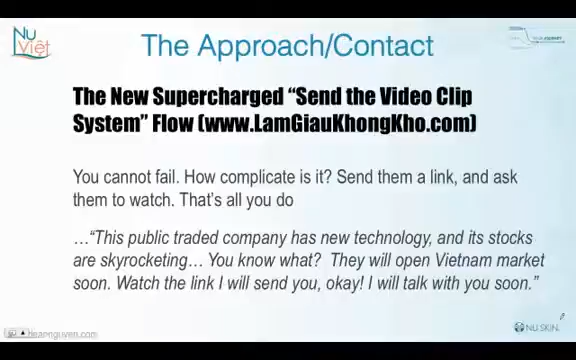 Nu
Việt
The Approach/Contact
The New Supercharged “Send the Video Clip
System” Flow (www.LamGiauKhongKho.com)
You cannot fail. How complicate is it? Send them a link, and ask
them to watch. That’s all you do
…“This public traded company has new technology, and its stocks
are skyrocketing… You know what?  They will open Vietnam market
soon. Watch the link I will send you, okay! I will talk with you soon.”
NU SKIN